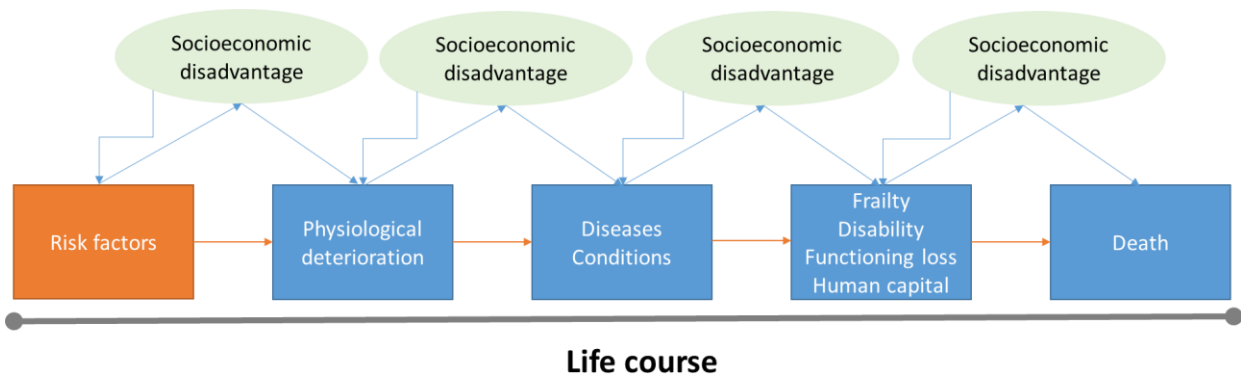 Socioeconomic
disadvantage
Socioeconomic
disadvantage
Socioeconomic
disadvantage
Socioeconomic
disadvantage
Risk factors
Physiological
deterioration
Diseases
Conditions
Frailty
Disability
Functioning loss
Human capital
Death
Life course